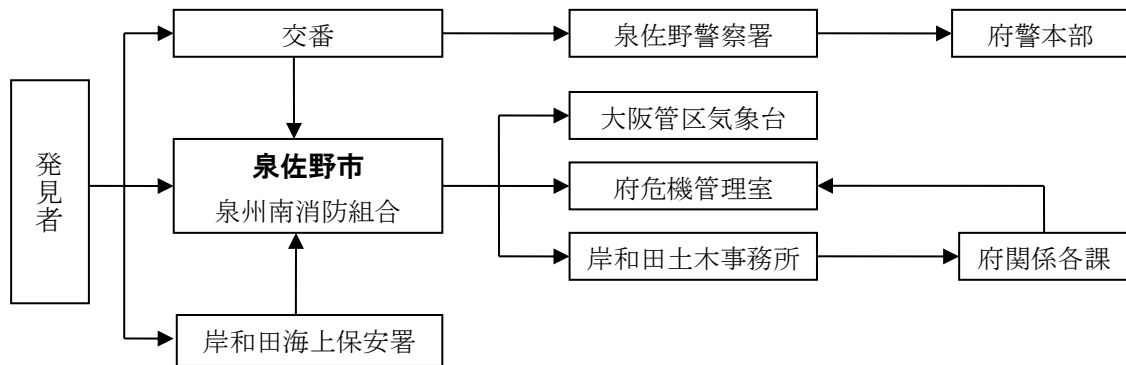 交番
泉佐野警察署
府警本部
大阪管区気象台
発見者
泉佐野市
泉州南消防組合
府危機管理室
岸和田土木事務所
府関係各課
岸和田海上保安署